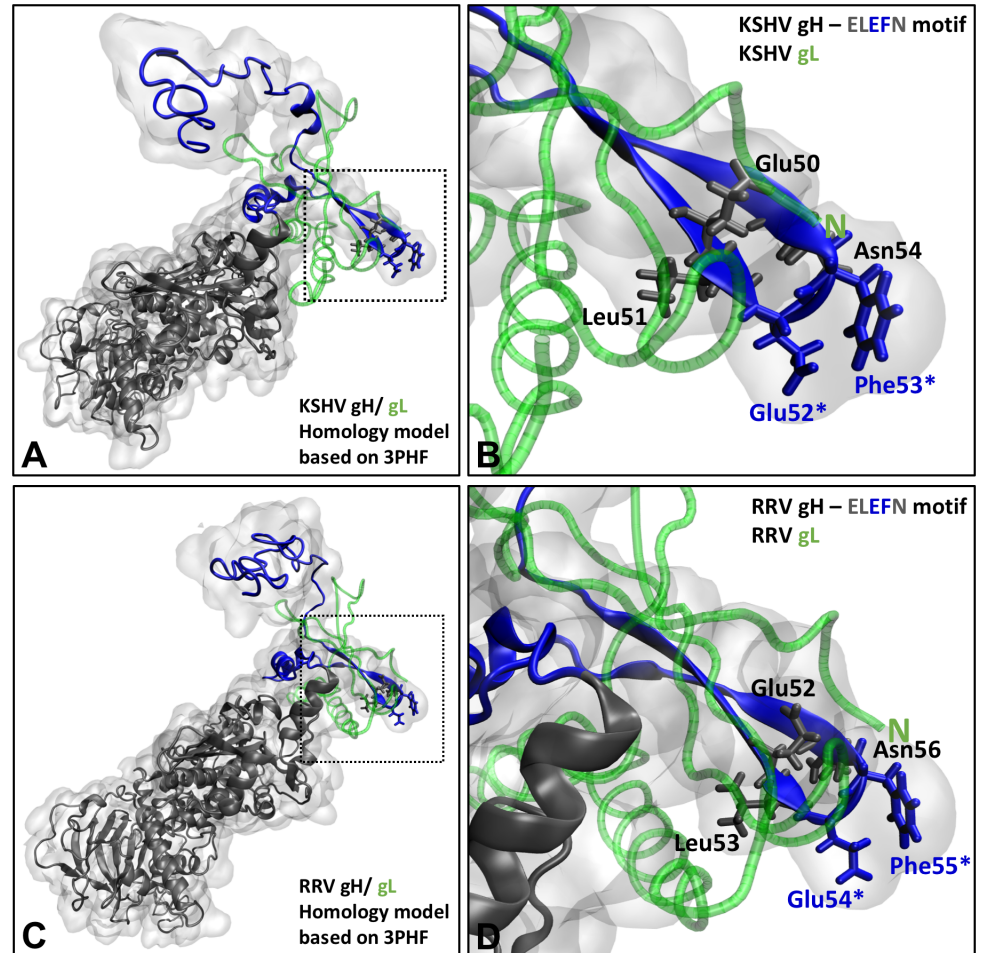 KSHV gH/ gL
Homology model
based on 3PHF
A
KSHV gH – ELEFN motif
KSHV gL
Glu50
N
Asn54
Leu51
Phe53*
Glu52*
B
RRV gH/ gL
Homology model
based on 3PHF
C
RRV gH – ELEFN motif
RRV gL
Glu52
N
Asn56
Leu53
Phe55*
Glu54*
D